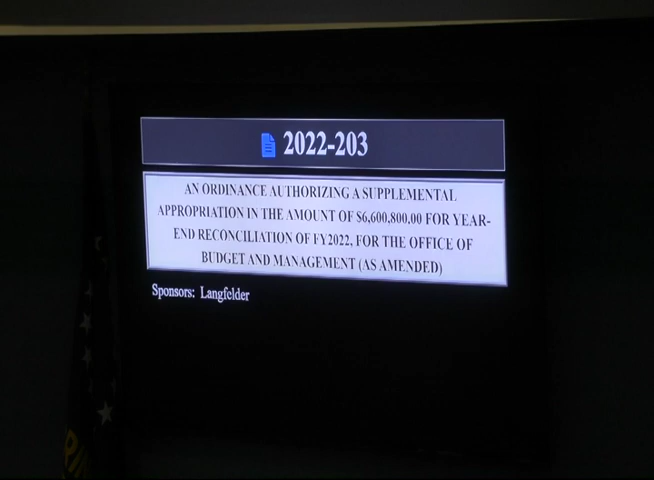 2022-203
AN ORDINANCE AUTHORIZING A SUPPLEMENTAL
APPROPRIATION IN THE AMOUNT OF $6,600,800.00 FOR YEAR-
END RECONCILIATION OF FY2022, FOR THE OFFICE OF
BUDGET AND MANAGEMENT (AS AMENDED)
Sponsors: Langfelder